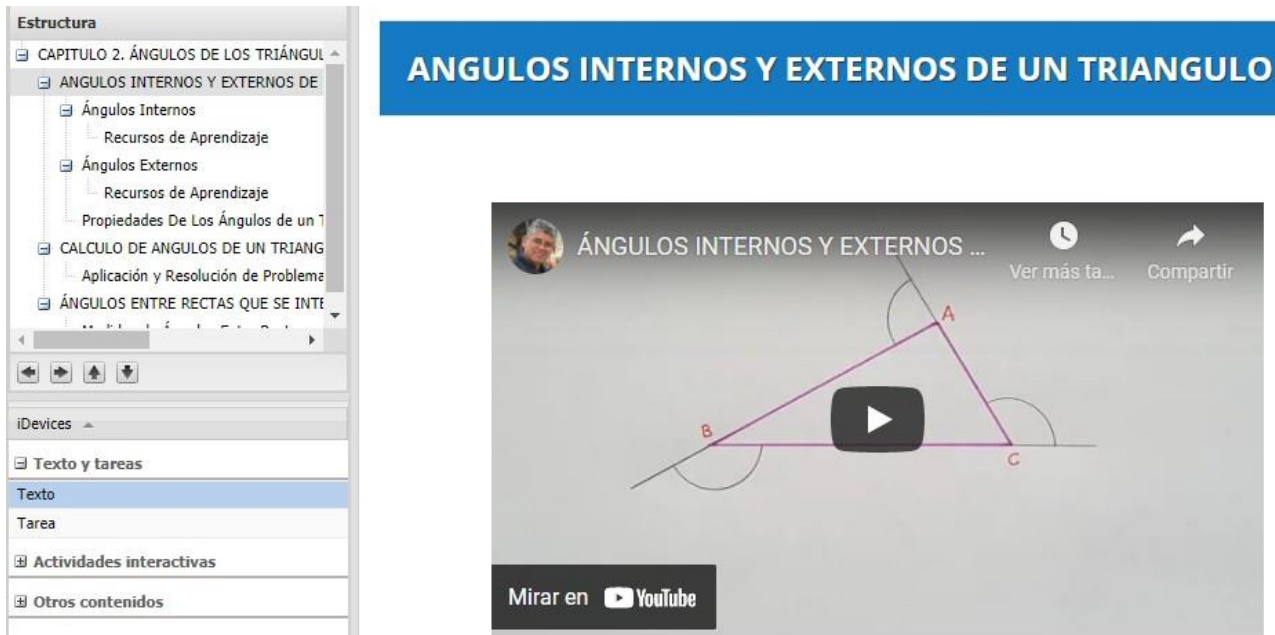 Estructura
CAPITULO 2. ÁNGULOS DE LOS TRIÁNGUL
ANGULOS INTERNOS Y EXTERNOS DE
Ángulos Internos
Recursos de Aprendizaje
Ángulos Externos
Recursos de Aprendizaje
Propiedades De Los Ángulos de un T
CALCULO DE ANGULOS DE UN TRIANG
Aplicación y Resolución de Problema
ÁNGULOS ENTRE RECTAS QUE SE INTE
iDevices
Texto y tareas
Texto
Tarea
Actividades interactivas
Otros contenidos
ANGULOS INTERNOS Y EXTERNOS DE UN TRIANGULO
ÁNGULOS INTERNOS Y EXTERNOS ...
Ver más ta...
Compartir
A
B
C
Mirar en YouTube